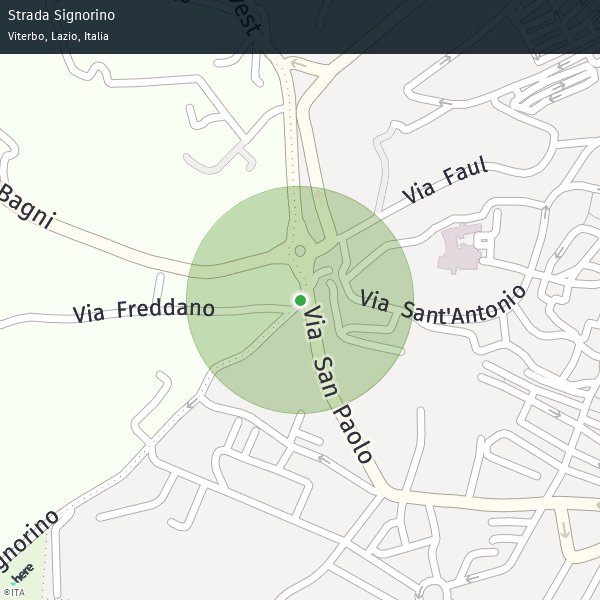 Strada Signorino
Viterbo, Lazio, Italia
est
Via Faul
Bagni
Via Freddano
Via Sant'Antonio
Via San Paolo
gnorino
here
©ITA